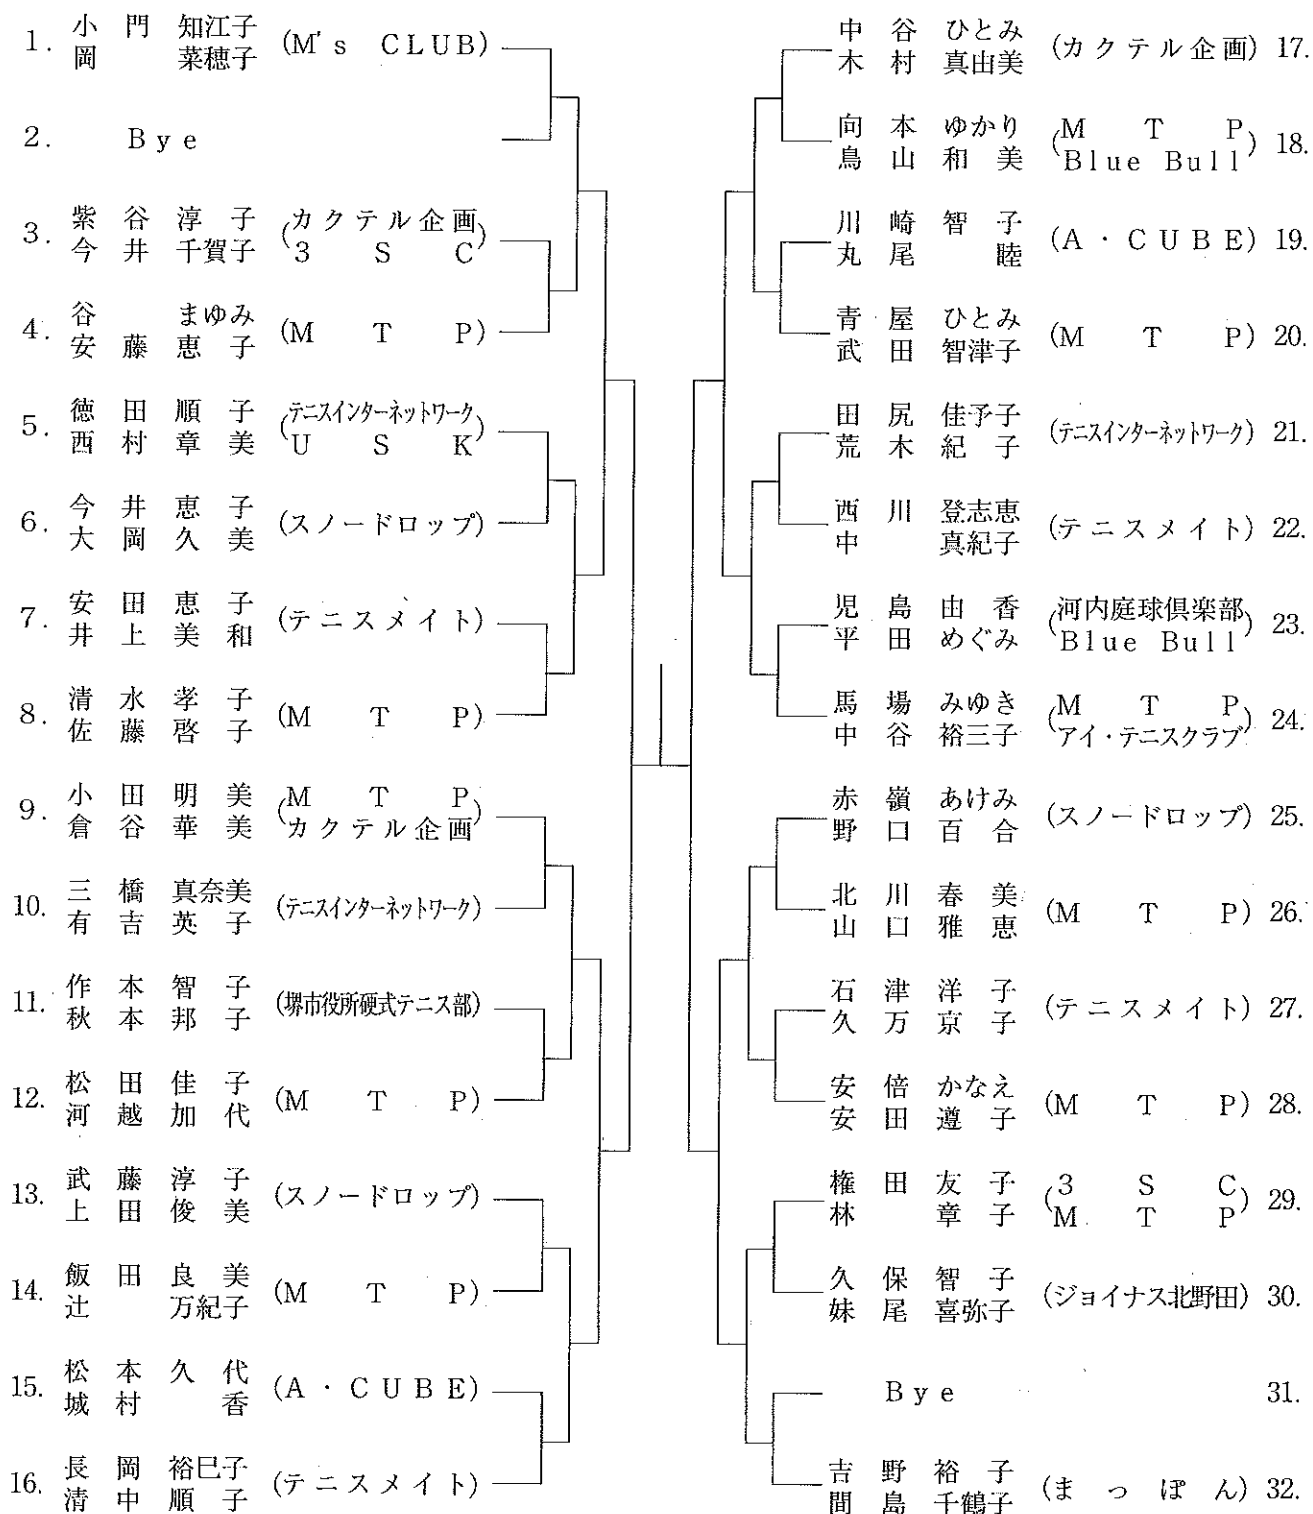 1. 小門 知江子 (M's CLUB)
岡 菜穂子
2. Bye
3. 紫谷淳子 (カクテル企画
今井千賀子 3SC)
4. 谷 まゆみ (MTP)
安藤恵子
5. 徳田順子 (テニスインターネットワーク
西村章美 USK)
6. 今井恵子 (スノードロップ)
大岡久美
7. 安田恵子 (テニスメイト)
井上美和
8. 清水孝子 (MTP)
佐藤啓子
9. 小田明美 (MTP
倉谷華美 カクテル企画)
10. 三橋真奈美 (テニスインターネットワーク)
有吉英子
11. 作本智子 (堺市役所硬式テニス部)
秋本邦子
12. 松田佳子 (MTP)
河越加代
13. 武藤淳子 (スノードロップ)
上田俊美
14. 飯田良美 (MTP)
辻 万紀子
15. 松本久代 (A・CUBE)
城村 香
16. 長岡裕巳子 (テニスメイト)
清中順子
中谷ひとみ (カクテル企画) 17.
木村真由美
向本ゆかり (MTP 18.
鳥山和美 Blue Bull)
川崎智子 (A・CUBE) 19.
丸尾 睦
青屋ひとみ (MTP) 20.
武田智津子
田尻佳予子 (テニスインターネットワーク) 21.
荒木紀子
西川登志恵 (テニスメイト) 22.
中 真紀子
児島由香 (河内庭球倶楽部 23.
平田めぐみ Blue Bull)
馬場みゆき (MTP 24.
中谷裕三子 アイ・テニスクラブ)
赤嶺あけみ (スノードロップ) 25.
野口百合
北川春美 (MTP) 26.
山口雅恵
石津洋子 (テニスメイト) 27.
久万京子
安倍かなえ (MTP) 28.
安田遵子
権田友子 (3SC 29.
林 章子 MTP)
久保智子 (ジョイナス北野田) 30.
妹尾喜弥子
Bye 31.
吉野裕子 (まっぽん) 32.
間島千鶴子